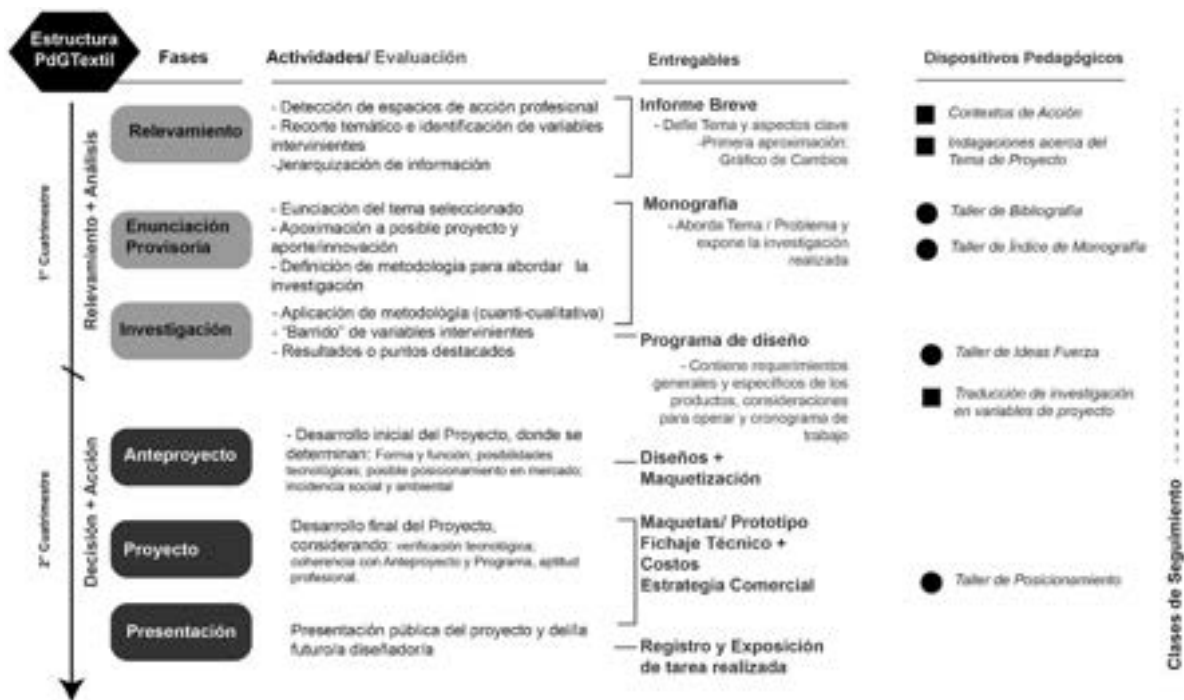 Estructura
PdGTextil
Fases
Actividades/ Evaluación
Entregables
Dispositivos Pedagógicos
1° Cuatrimestre
Relevamiento + Análisis
Relevamiento
- Detección de espacios de acción profesional
- Recorte temático e identificación de variables
intervinientes
-Jerarquización de información
Informe Breve
- Defie Tema y aspectos clave
-Primera aproximación:
Gráfico de Cambios
Contextos de Acción
Indagaciones acerca del
Tema de Proyecto
Enunciación
Provisoria
- Eunciación del tema seleccionado
- Apoximación a posible proyecto y
aporte/innovación
- Definición de metodología para abordar la
investigación
Monografía
- Aborda Tema / Problema y
expone la investigación
realizada
Taller de Bibliografía
Taller de Índice de Monografía
Investigación
- Aplicación de metodológia (cuanti-cualitativa)
- "Barrido" de variables intervinientes
- Resultados o puntos destacados
Programa de diseño
- Contiene requerimientos
generales y específicos de los
productos, consideraciones
para operar y cronograma de
trabajo
Taller de Ideas Fuerza
Traducción de investigación
en variables de proyecto
2° Cuatrimestre
Decisión + Acción
Anteproyecto
- Desarrollo inicial del Proyecto, donde se
determinan: Forma y función; posibilidades
tecnológicas; posible posicionamiento en mercado;
incidencia social y ambiental
Diseños +
Maquetización
Proyecto
Desarrollo final del Proyecto,
considerando: verificación tecnológica;
coherencia con Anteproyecto y Programa, aptitud
profesional.
Maquetas/ Prototipo
Fichaje Técnico +
Costos
Estrategia Comercial
Taller de Posicionamiento
Presentación
Presentación pública del proyecto y del/la
futuro/a diseñador/a
Registro y Exposición
de tarea realizada
Clases de Seguimiento